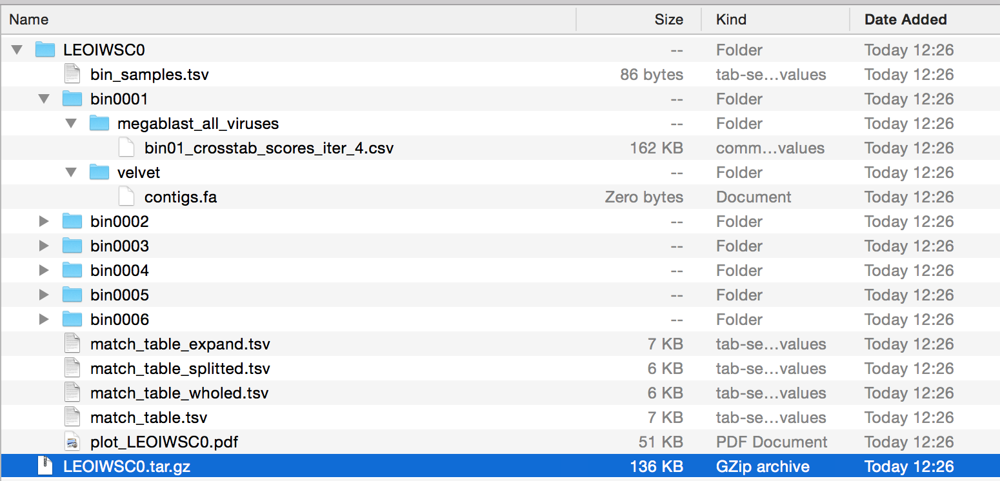 Name Size Kind Date Added
LEOIWSC0 -- Folder Today 12:26
bin_samples.tsv 86 bytes tab-se...values Today 12:26
bin0001 -- Folder Today 12:26
megablast_all_viruses -- Folder Today 12:26
bin01_crosstab_scores_iter_4.csv 162 KB comm...values Today 12:26
velvet -- Folder Today 12:26
contigs.fa Zero bytes Document Today 12:26
bin0002 -- Folder Today 12:26
bin0003 -- Folder Today 12:26
bin0004 -- Folder Today 12:26
bin0005 -- Folder Today 12:26
bin0006 -- Folder Today 12:26
match_table_expand.tsv 7 KB tab-se...values Today 12:26
match_table_splitted.tsv 6 KB tab-se...values Today 12:26
match_table_wholed.tsv 6 KB tab-se...values Today 12:26
match_table.tsv 7 KB tab-se...values Today 12:26
plot_LEOIWSC0.pdf 51 KB PDF Document Today 12:26
LEOIWSC0.tar.gz 136 KB GZip archive Today 12:26